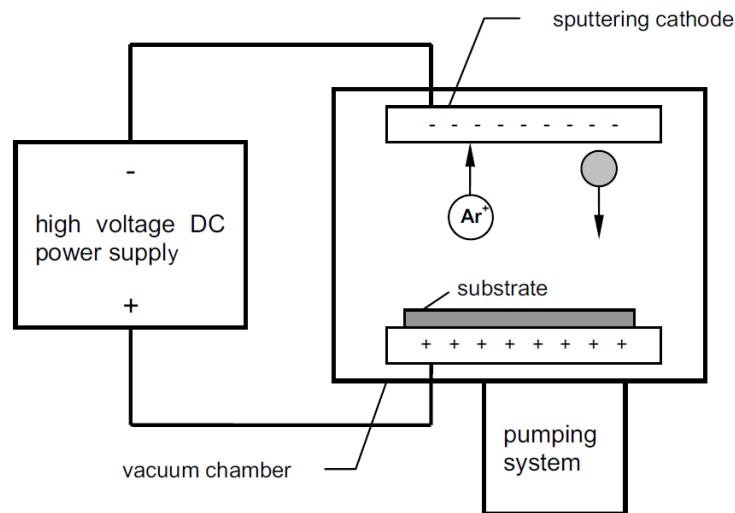 sputtering cathode
- - - - - - - - -
-
high voltage DC
power supply
+
Ar+
substrate
+ + + + + + + +
pumping
system
vacuum chamber